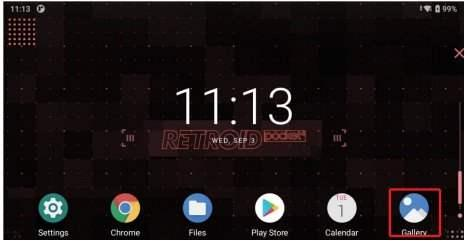 11:13
99%
11:13
RETROID pocket
WED, SEP 3
TUE
1
Settings
Chrome
Files
Play Store
Calendar
Gallery